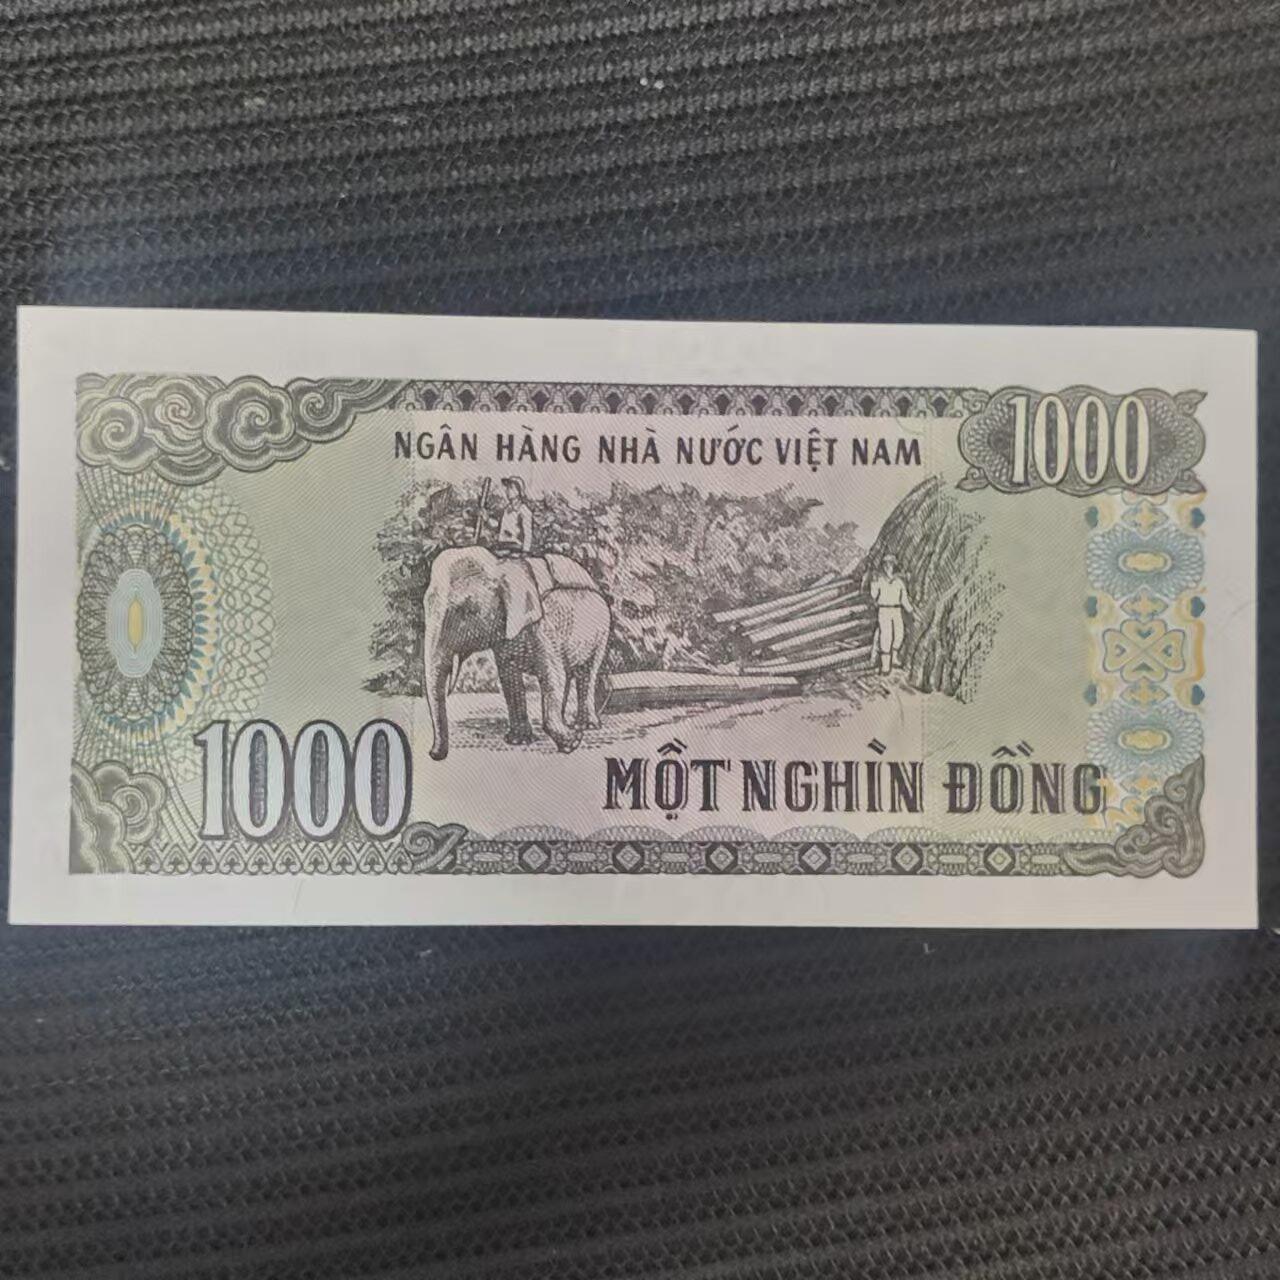 NGÂN HÀNG NHÀ NƯỚC VIỆT NAM
1000
1000
MỘT NGHÌN ĐỒNG